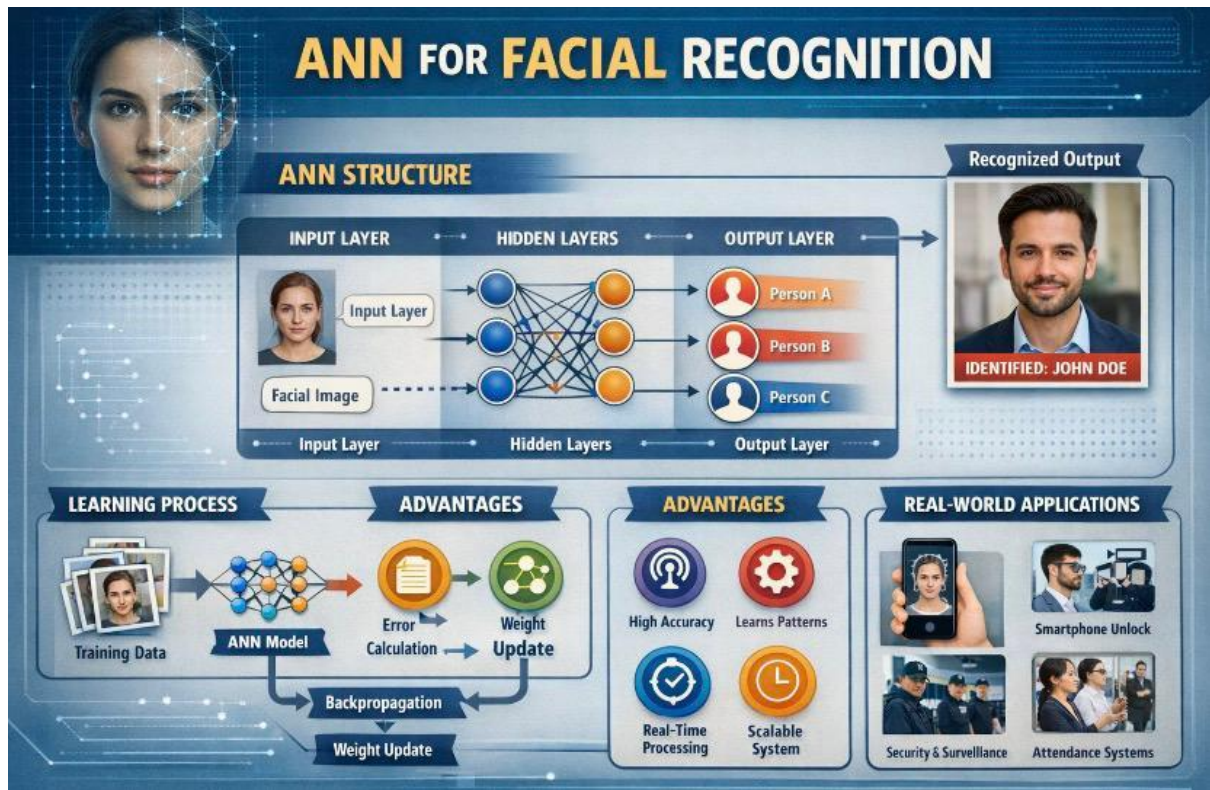 ANN FOR FACIAL RECOGNITION
ANN STRUCTURE
Recognized Output
INPUT LAYER
HIDDEN LAYERS
OUTPUT LAYER
Input Layer
Facial Image
Person A
Person B
Person C
IDENTIFIED: JOHN DOE
Input Layer
Hidden Layers
Output Layer
LEARNING PROCESS
ADVANTAGES
Training Data
ANN Model
Error
Calculation
Weight
Update
Backpropagation
Weight Update
ADVANTAGES
High Accuracy
Learns Patterns
Real-Time
Processing
Scalable
System
REAL-WORLD APPLICATIONS
Smartphone Unlock
Security & Survelllance
Attendance Systems